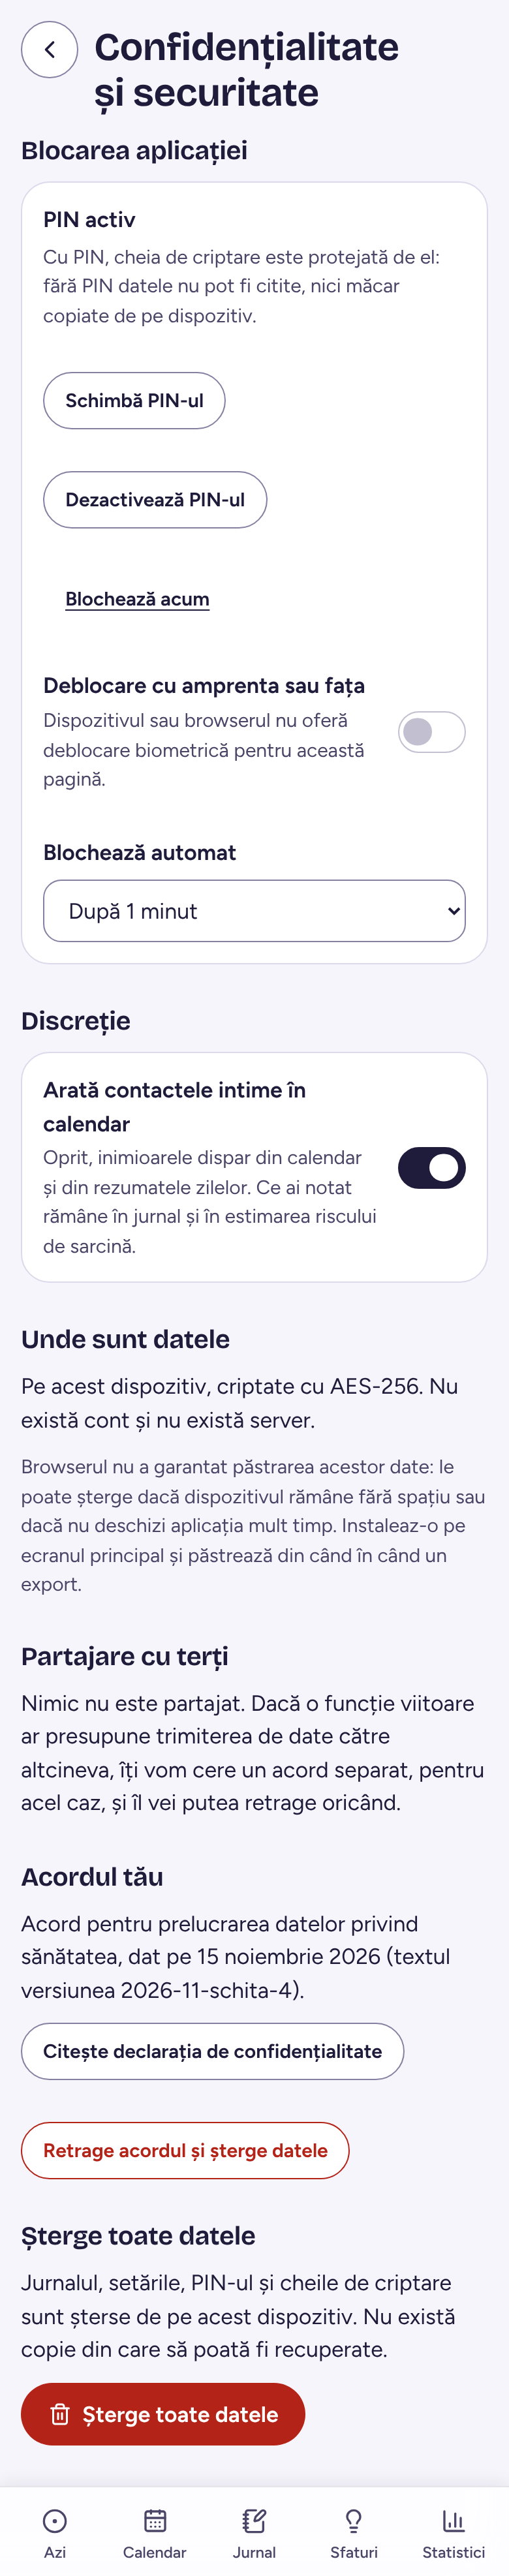 Confidențialitate
și securitate
Blocarea aplicației
PIN activ
Cu PIN, cheia de criptare este protejată de el:
fără PIN datele nu pot fi citite, nici măcar
copiate de pe dispozitiv.
Schimbă PIN-ul
Dezactivează PIN-ul
Blochează acum
Deblocare cu amprenta sau fața
Dispozitivul sau browserul nu oferă
deblocare biometrică pentru această
pagină.
Blochează automat
După 1 minut
Discreție
Arată contactele intime în
calendar
Oprit, inimioarele dispar din calendar
și din rezumatele zilelor. Ce ai notat
rămâne în jurnal și în estimarea riscului
de sarcină.
Unde sunt datele
Pe acest dispozitiv, criptate cu AES-256. Nu
există cont și nu există server.
Browserul nu a garantat păstrarea acestor date: le
poate șterge dacă dispozitivul rămâne fără spațiu sau
dacă nu deschizi aplicația mult timp. Instaleaz-o pe
ecranul principal și păstrează din când în când un
export.
Partajare cu terți
Nimic nu este partajat. Dacă o funcție viitoare
ar presupune trimiterea de date către
altcineva, îți vom cere un acord separat, pentru
acel caz, și îl vei putea retrage oricând.
Acordul tău
Acord pentru prelucrarea datelor privind
sănătatea, dat pe 15 noiembrie 2026 (textul
versiunea 2026-11-schita-4).
Citește declarația de confidențialitate
Retrage acordul și șterge datele
Șterge toate datele
Jurnalul, setările, PIN-ul și cheile de criptare
sunt șterse de pe acest dispozitiv. Nu există
copie din care să poată fi recuperate.
Șterge toate datele
Azi
Calendar
Jurnal
Sfaturi
Statistici